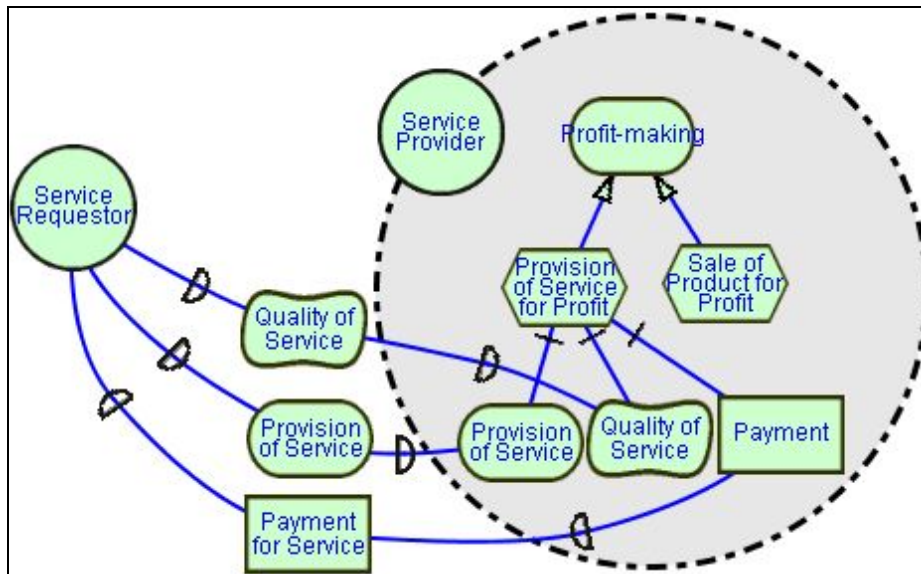 Service
Provider
Profit-making
Service
Requestor
Provision
of Service
for Profit
Sale of
Product for
Profit
Quality of
Service
Provision
of Service
Provision
of Service
Quality of
Service
Payment
Payment
for Service